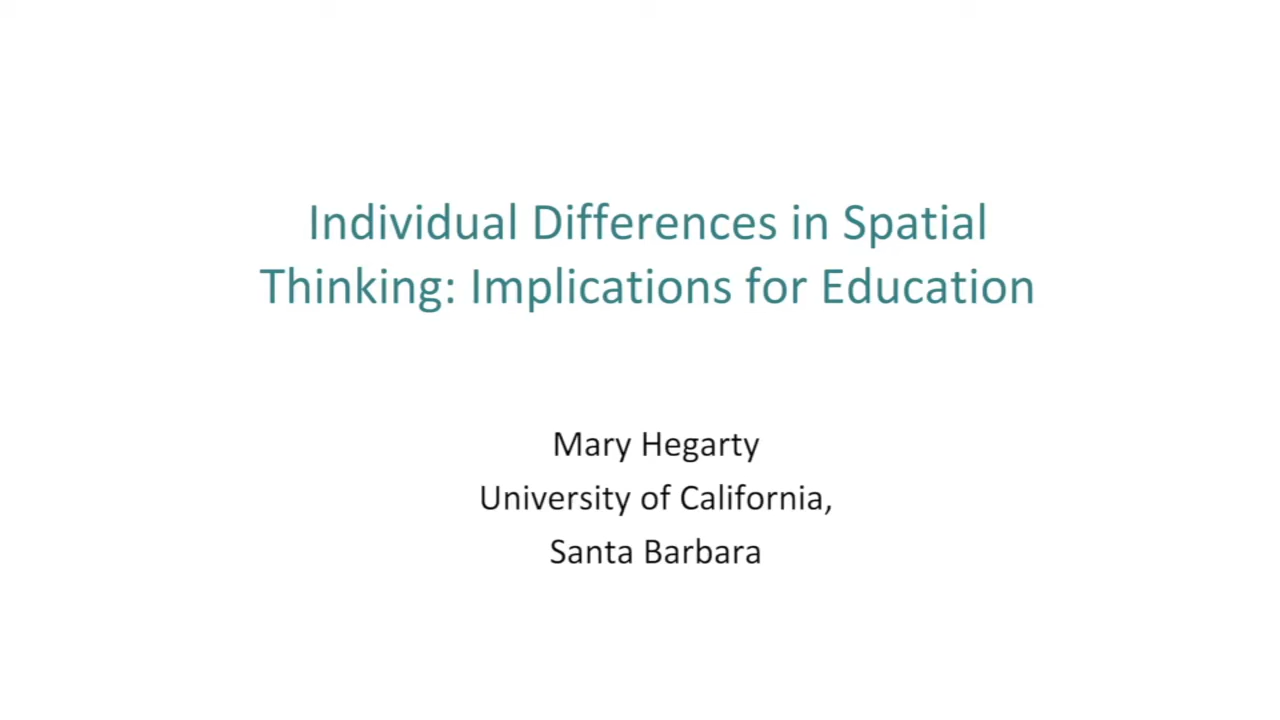 Individual Differences in Spatial
Thinking: Implications for Education
Mary Hegarty
University of California,
Santa Barbara